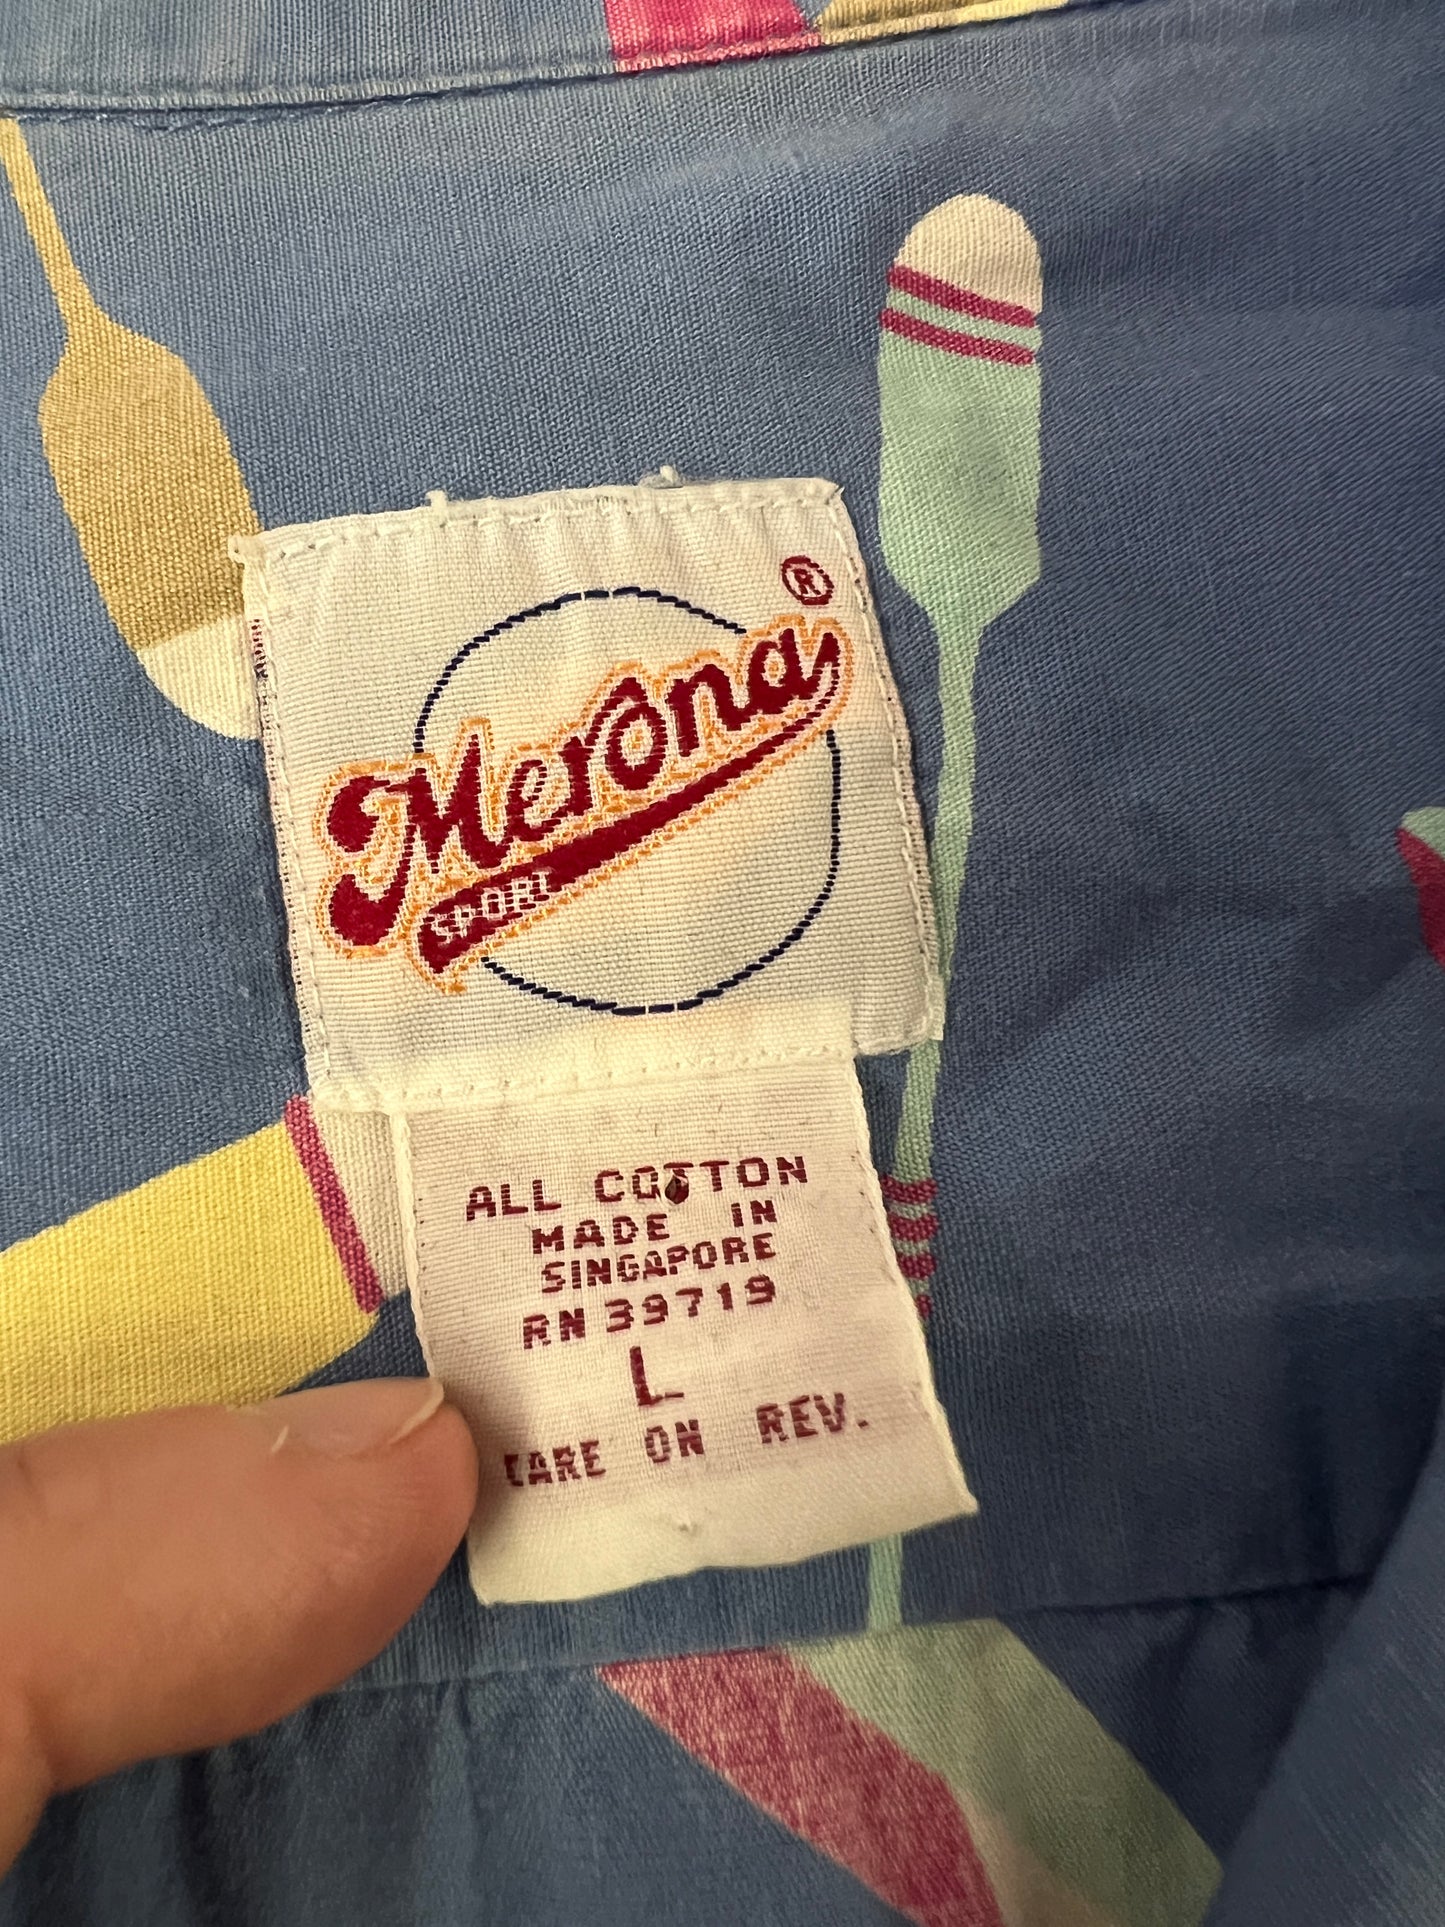 ®
Merona
SPORT
ALL COTTON
MADE IN
SINGAPORE
RN 39719
L
CARE ON REV.